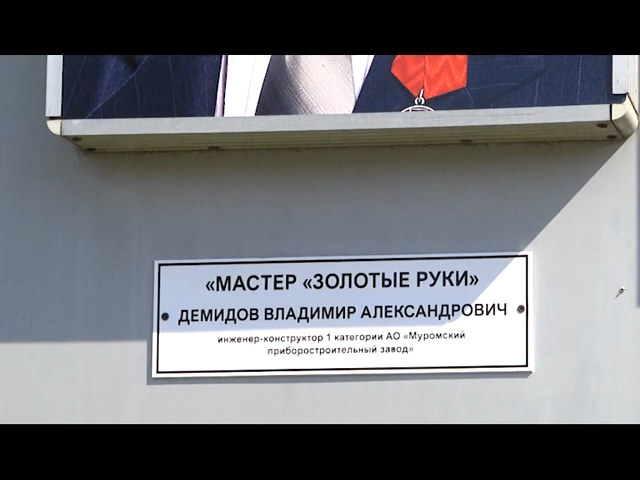 «МАСТЕР «ЗОЛОТЫЕ РУКИ»
ДЕМИДОВ ВЛАДИМИР АЛЕКСАНДРОВИЧ
инженер-конструктор 1 категории АО «Муромский
приборостроительный завод»